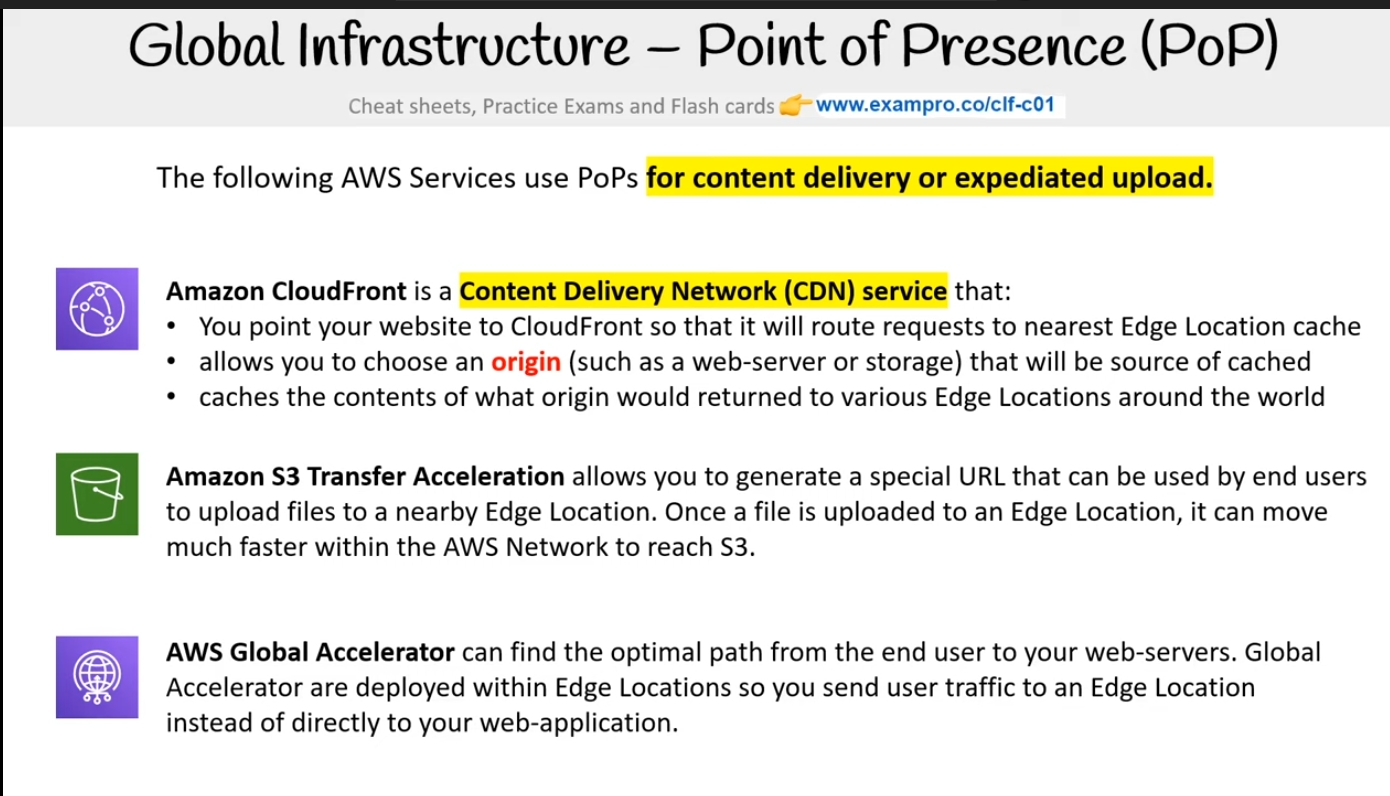 Global Infrastructure – Point of Presence (PoP)
Cheat sheets, Practice Exams and Flash cards 👉 www.exampro.co/clf-c01
The following AWS Services use PoPs for content delivery or expediated upload.
Amazon CloudFront is a Content Delivery Network (CDN) service that:
• You point your website to CloudFront so that it will route requests to nearest Edge Location cache
• allows you to choose an origin (such as a web-server or storage) that will be source of cached
• caches the contents of what origin would returned to various Edge Locations around the world
Amazon S3 Transfer Acceleration allows you to generate a special URL that can be used by end users
to upload files to a nearby Edge Location. Once a file is uploaded to an Edge Location, it can move
much faster within the AWS Network to reach S3.
AWS Global Accelerator can find the optimal path from the end user to your web-servers. Global
Accelerator are deployed within Edge Locations so you send user traffic to an Edge Location
instead of directly to your web-application.